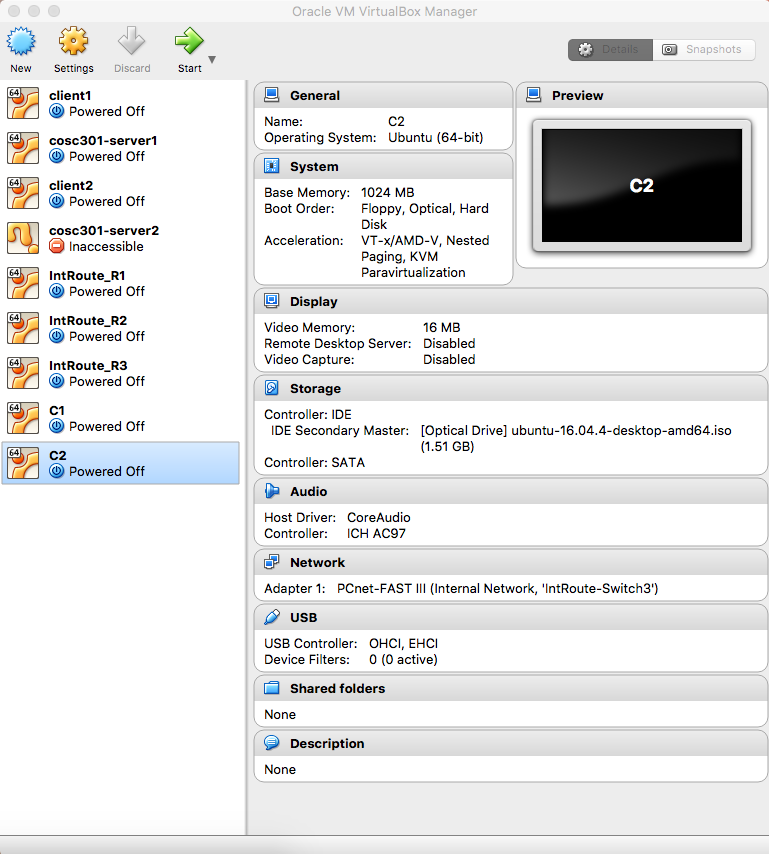 Oracle VM VirtualBox Manager
New
Settings
Discard
Start
Details
Snapshots
64
client1
Powered Off
64
cosc301-server1
Powered Off
64
client2
Powered Off
cosc301-server2
Inaccessible
64
IntRoute_R1
Powered Off
64
IntRoute_R2
Powered Off
64
IntRoute_R3
Powered Off
64
C1
Powered Off
64
C2
Powered Off
General
Name: C2
Operating System: Ubuntu (64-bit)
Preview
C2
System
Base Memory: 1024 MB
Boot Order: Floppy, Optical, Hard
Disk
Acceleration: VT-x/AMD-V, Nested
Paging, KVM
Paravirtualization
Display
Video Memory: 16 MB
Remote Desktop Server: Disabled
Video Capture: Disabled
Storage
Controller: IDE
IDE Secondary Master: [Optical Drive] ubuntu-16.04.4-desktop-amd64.iso
(1.51 GB)
Controller: SATA
Audio
Host Driver: CoreAudio
Controller: ICH AC97
Network
Adapter 1: PCnet-FAST III (Internal Network, 'IntRoute-Switch3')
USB
USB Controller: OHCI, EHCI
Device Filters: 0 (0 active)
Shared folders
None
Description
None